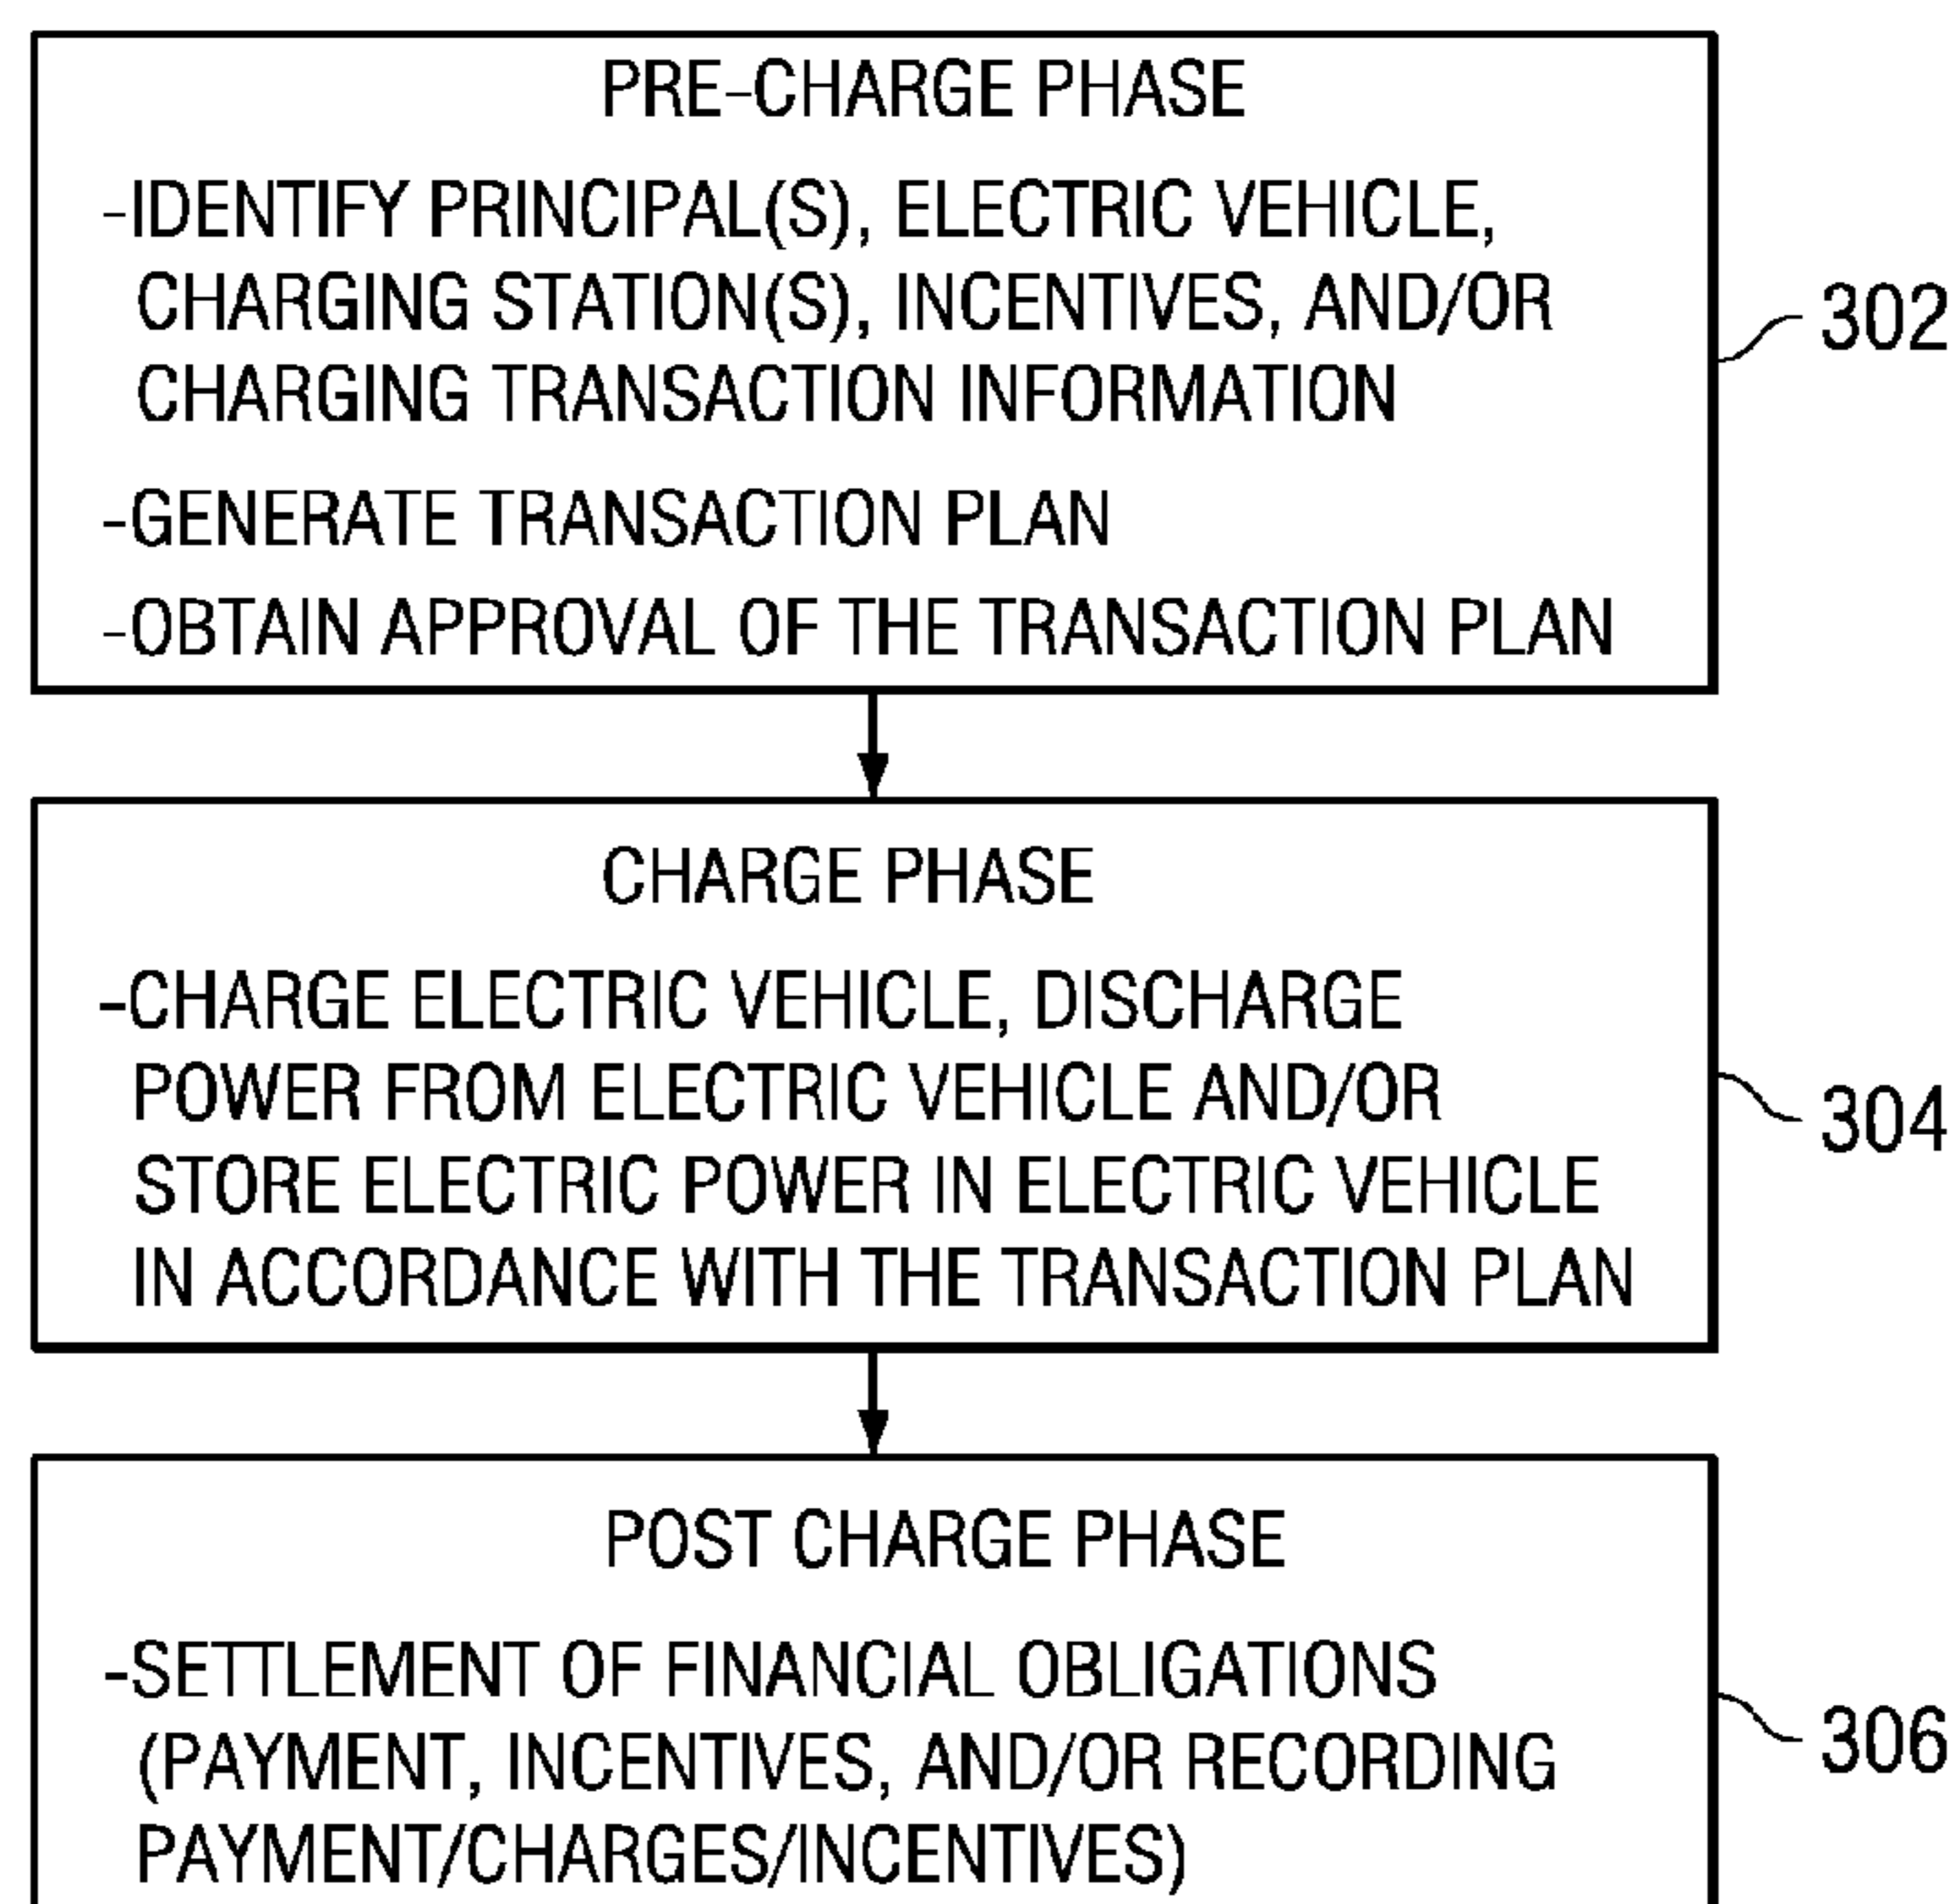 PRE-CHARGE PHASE
-IDENTIFY PRINCIPAL(S), ELECTRIC VEHICLE,
CHARGING STATION(S), INCENTIVES, AND/OR
CHARGING TRANSACTION INFORMATION
302
-GENERATE TRANSACTION PLAN
-OBTAIN APPROVAL OF THE TRANSACTION PLAN
CHARGE PHASE
-CHARGE ELECTRIC VEHICLE, DISCHARGE
POWER FROM ELECTRIC VEHICLE AND/OR
STORE ELECTRIC POWER IN ELECTRIC VEHICLE
IN ACCORDANCE WITH THE TRANSACTION PLAN
304
POST CHARGE PHASE
-SETTLEMENT OF FINANCIAL OBLIGATIONS
(PAYMENT, INCENTIVES, AND/OR RECORDING
PAYMENT/CHARGES/INCENTIVES)
306